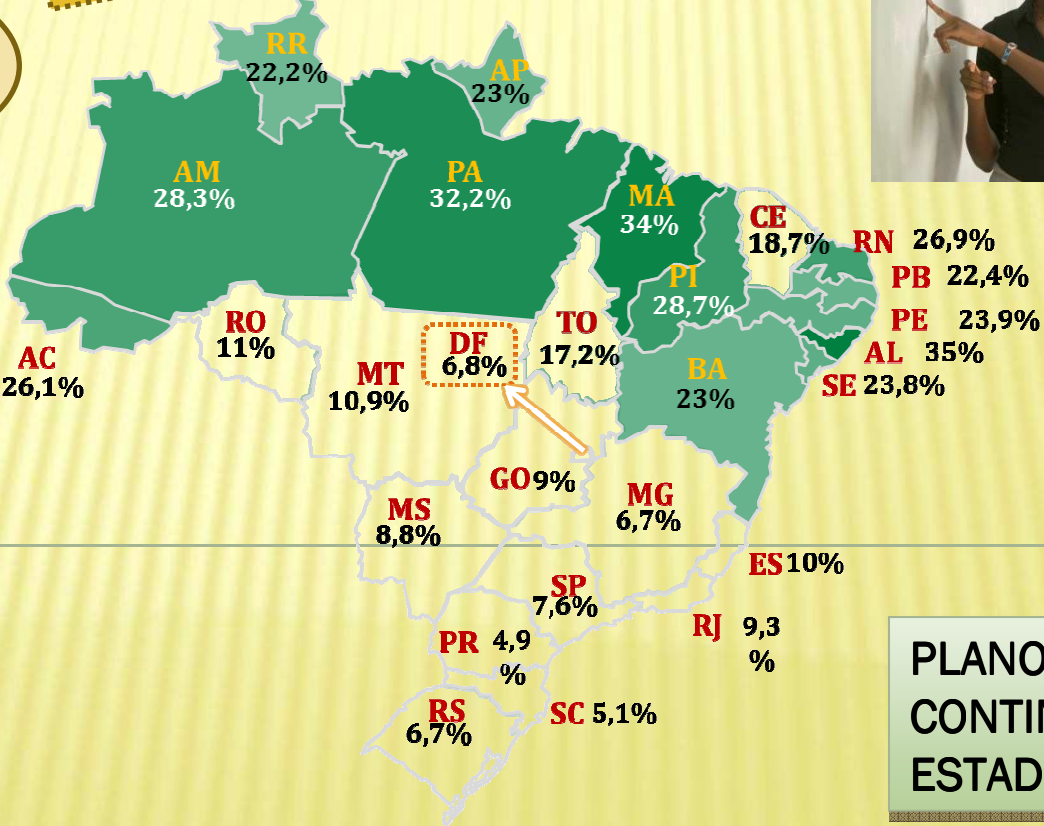 RR
22,2%
AP
23%
AM
28,3%
PA
32,2%
MA
34%
CE
18,7%
RN 26,9%
PB 22,4%
PI
28,7%
PE 23,9%
AL 35%
SE 23,8%
AC
26,1%
RO
11%
MT
10,9%
DF
6,8%
TO
17,2%
BA
23%
GO 9%
MG
6,7%
MS
8,8%
ES 10%
SP
7,6%
RJ 9,3
%
PR 4,9
%
SC 5,1%
RS
6,7%
PLANO
CONTIN
ESTAD